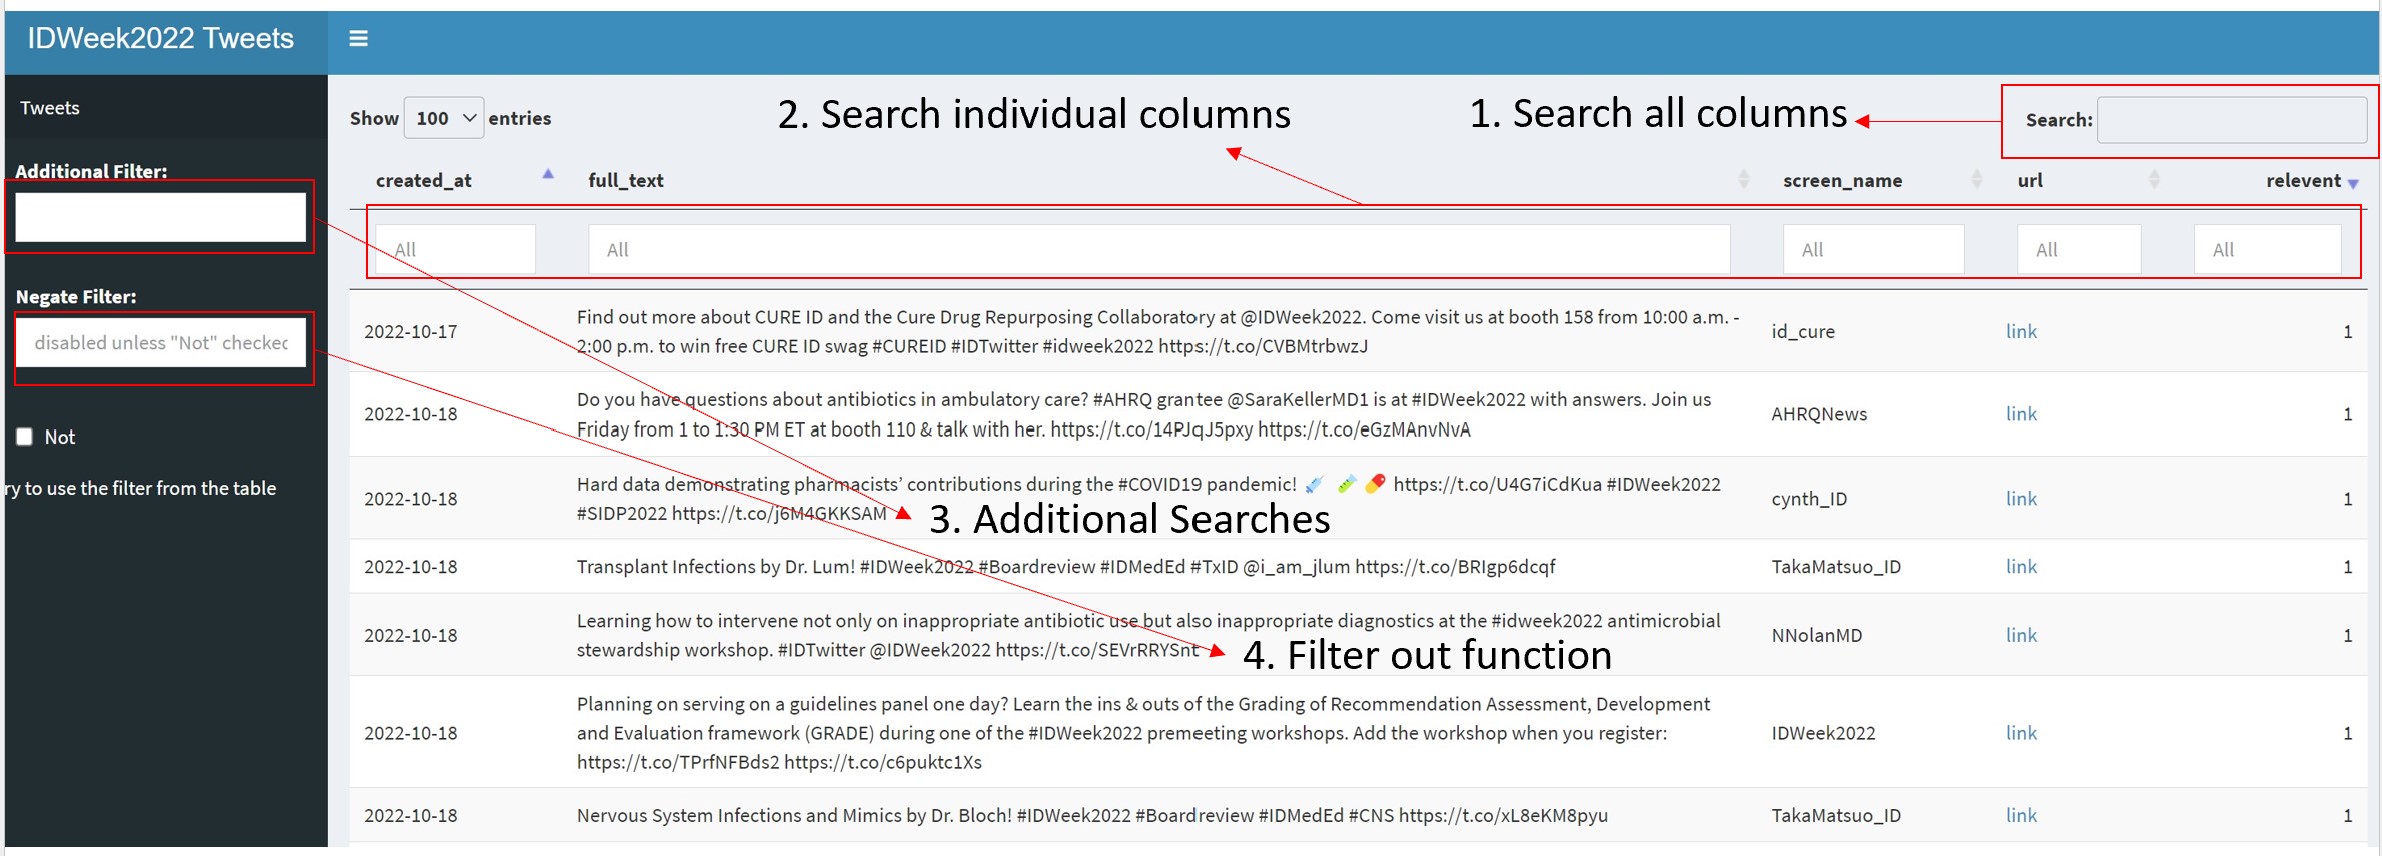 IDWeek2022 Tweets
Tweets
Additional Filter:
Negate Filter:
disabled unless "Not" checked
Not
ry to use the filter from the table
Show 100 entries
2. Search individual columns
1. Search all columns
Search:
created_at full_text screen_name url relevent
All All All All All
2022-10-17 Find out more about CURE ID and the Cure Drug Repurposing Collaboratory at @IDWeek2022. Come visit us at booth 158 from 10:00 a.m. -
2:00 p.m. to win free CURE ID swag #CUREID #IDTwitter #idweek2022 https://t.co/CVBMtrbwzJ
id_cure link 1
2022-10-18 Do you have questions about antibiotics in ambulatory care? #AHRQ grantee @SaraKellerMD1 is at #IDWeek2022 with answers. Join us
Friday from 1 to 1:30 PM ET at booth 110 & talk with her. https://t.co/14PJqJ5pxy https://t.co/eGzMAnvNvA
AHRQNews link 1
2022-10-18 Hard data demonstrating pharmacists’ contributions during the #COVID19 pandemic! 💉 🧪 💊 https://t.co/U4G7iCdKua #IDWeek2022
#SIDP2022 https://t.co/j6M4GKKSAM
cynth_ID link 1
3. Additional Searches
2022-10-18 Transplant Infections by Dr. Lum! #IDWeek2022 #Boardreview #IDMedEd #TxID @i_am_jlum https://t.co/BRIgp6dcqf TakaMatsuo_ID link 1
2022-10-18 Learning how to intervene not only on inappropriate antibiotic use but also inappropriate diagnostics at the #idweek2022 antimicrobial
stewardship workshop. #IDTwitter @IDWeek2022 https://t.co/SEVrRRYSnt
NNolanMD link 1
4. Filter out function
2022-10-18 Planning on serving on a guidelines panel one day? Learn the ins & outs of the Grading of Recommendation Assessment, Development
and Evaluation framework (GRADE) during one of the #IDWeek2022 premeeting workshops. Add the workshop when you register:
https://t.co/TPrfNFBds2 https://t.co/c6puktc1Xs
IDWeek2022 link 1
2022-10-18 Nervous System Infections and Mimics by Dr. Bloch! #IDWeek2022 #Boardreview #IDMedEd #CNS https://t.co/xL8eKM8pyu TakaMatsuo_ID link 1